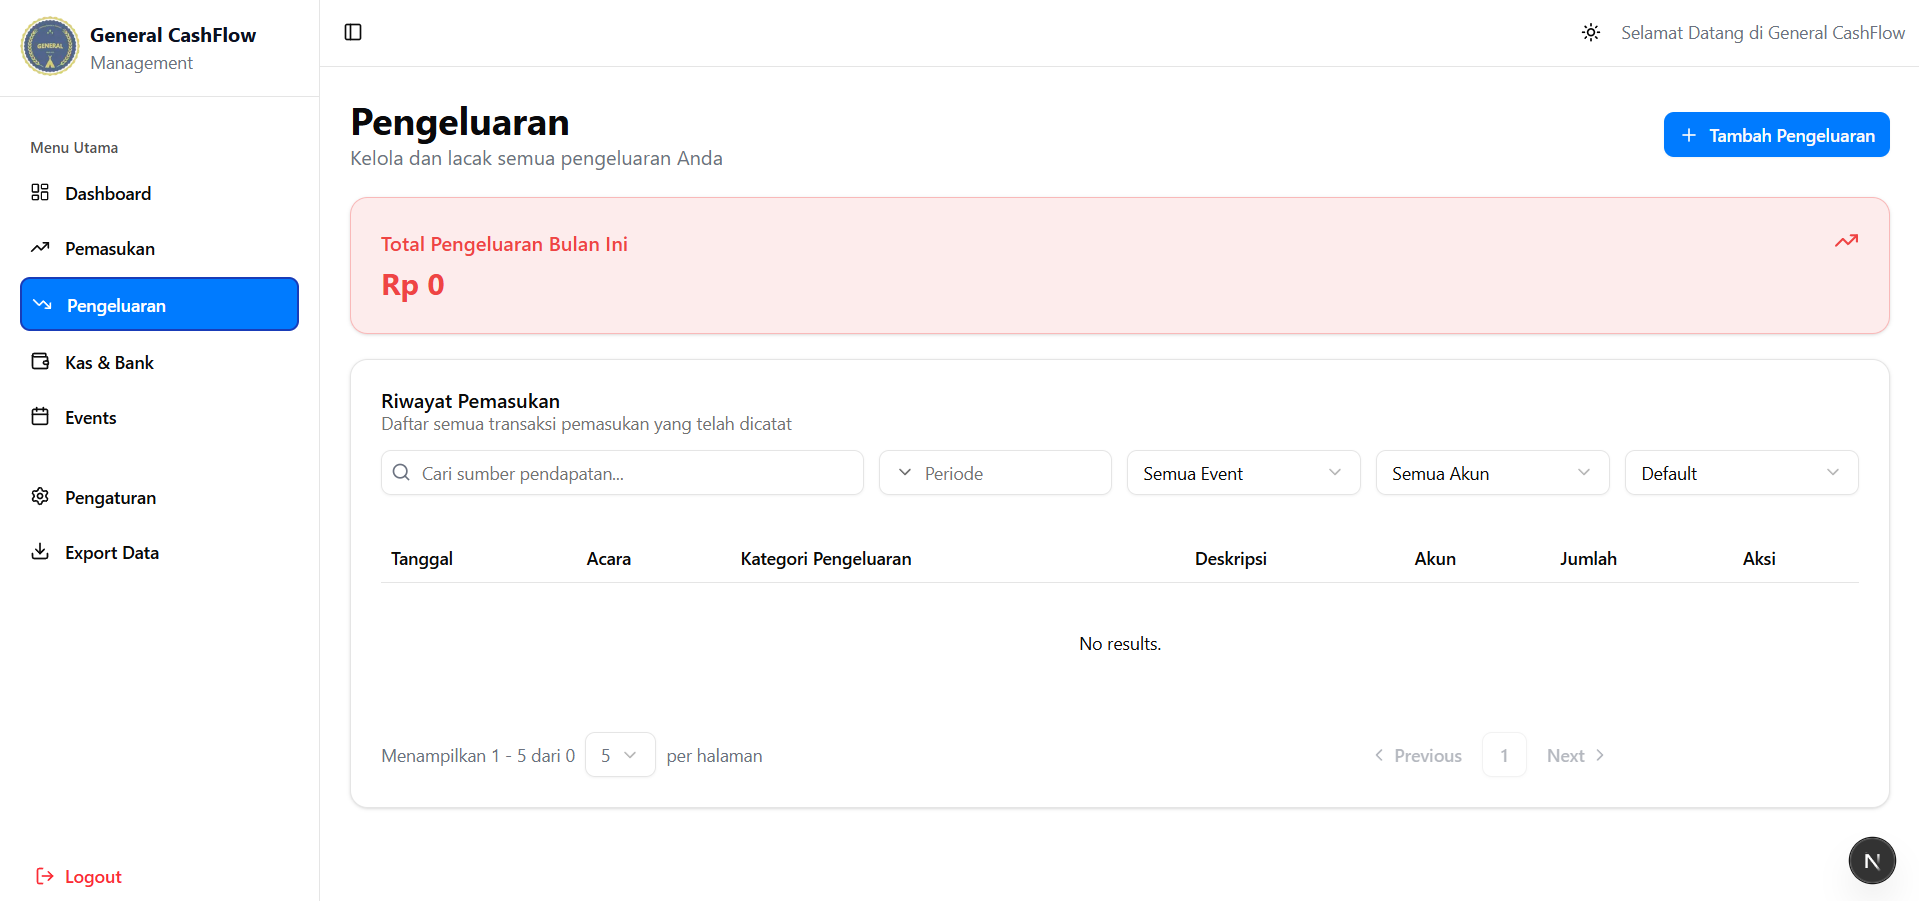 GENERAL
General CashFlow
Management
Selamat Datang di General CashFlow
Menu Utama
Dashboard
Pemasukan
Pengeluaran
Kas & Bank
Events
Pengaturan
Export Data
Logout
Pengeluaran
Kelola dan lacak semua pengeluaran Anda
+ Tambah Pengeluaran
Total Pengeluaran Bulan Ini
Rp 0
Riwayat Pemasukan
Daftar semua transaksi pemasukan yang telah dicatat
Cari sumber pendapatan... Periode Semua Event Semua Akun Default
Tanggal Acara Kategori Pengeluaran Deskripsi Akun Jumlah Aksi
No results.
Menampilkan 1 - 5 dari 0 5 per halaman Previous 1 Next
N